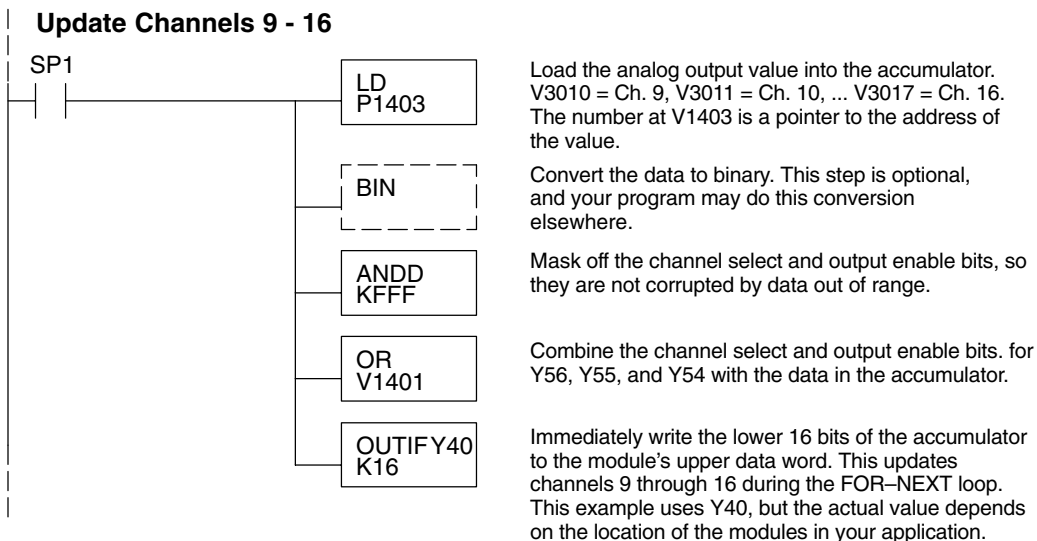 Update Channels 9 - 16
SP1
LD
P1403
Load the analog output value into the accumulator.
V3010 = Ch. 9, V3011 = Ch. 10, ... V3017 = Ch. 16.
The number at V1403 is a pointer to the address of
the value.
BIN
Convert the data to binary. This step is optional,
and your program may do this conversion
elsewhere.
ANDD
KFFF
Mask off the channel select and output enable bits, so
they are not corrupted by data out of range.
OR
V1401
Combine the channel select and output enable bits. for
Y56, Y55, and Y54 with the data in the accumulator.
OUTIF Y40
K16
Immediately write the lower 16 bits of the accumulator
to the module's upper data word. This updates
channels 9 through 16 during the FOR–NEXT loop.
This example uses Y40, but the actual value depends
on the location of the modules in your application.